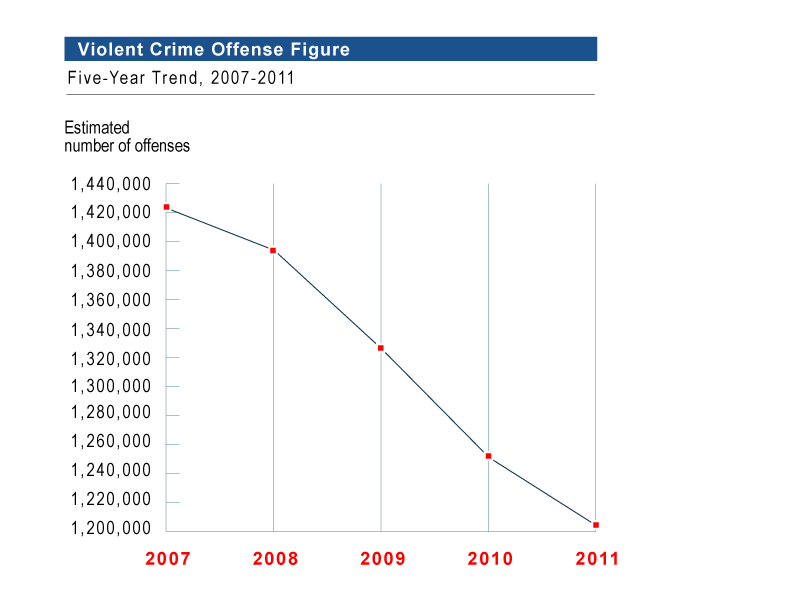 Violent Crime Offense Figure
Five-Year Trend, 2007-2011
Estimated
number of offenses
1,440,000
1,420,000
1,400,000
1,380,000
1,360,000
1,340,000
1,320,000
1,300,000
1,280,000
1,260,000
1,240,000
1,220,000
1,200,000
2007 2008 2009 2010 2011